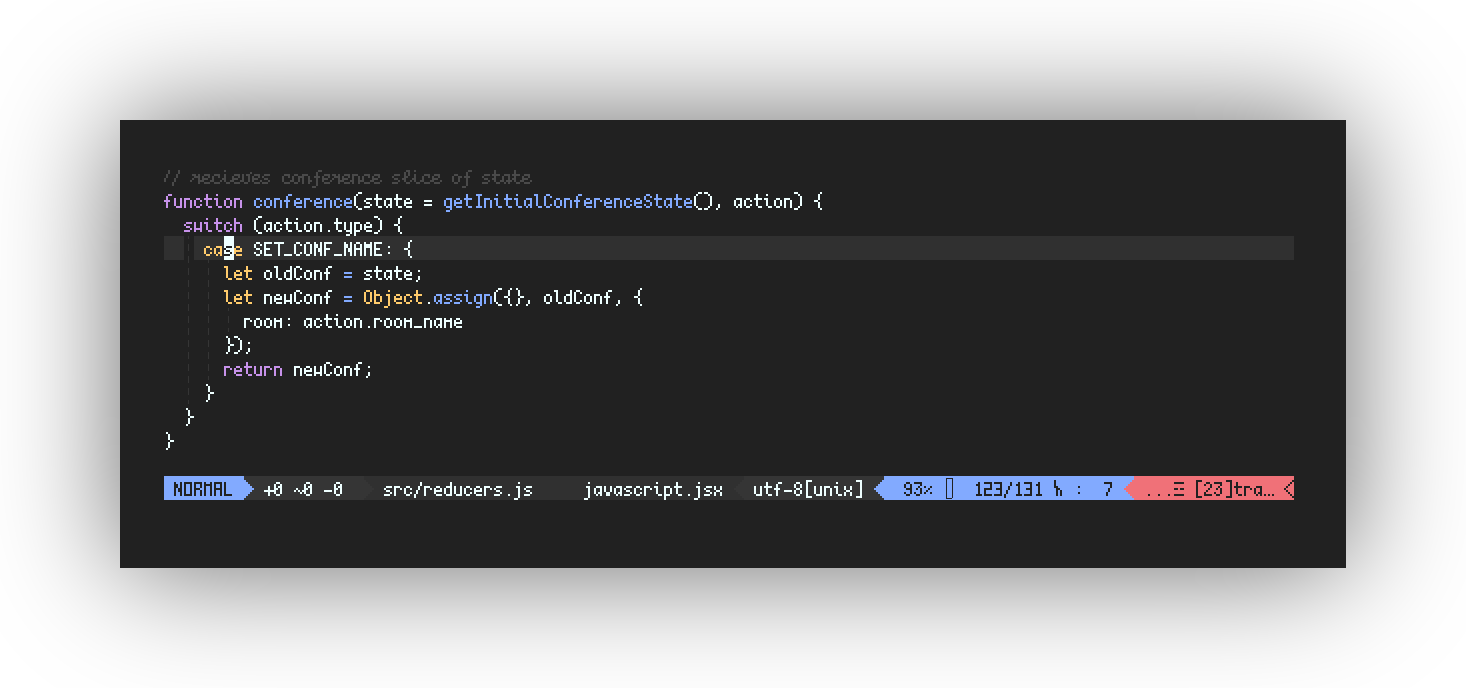 // recieves conference slice of state
function conference(state = getInitialConferenceState(), action) {
  switch (action.type) {
    case SET_CONF_NAME: {
      let oldConf = state;
      let newConf = Object.assign({}, oldConf, {
        room: action.room_name
      });
      return newConf;
    }
  }
}
NORMAL +0 ~0 -0 src/reducers.js javascript.jsx utf-8[unix] 93% 123/131 : 7 ...Ξ [23]tra…